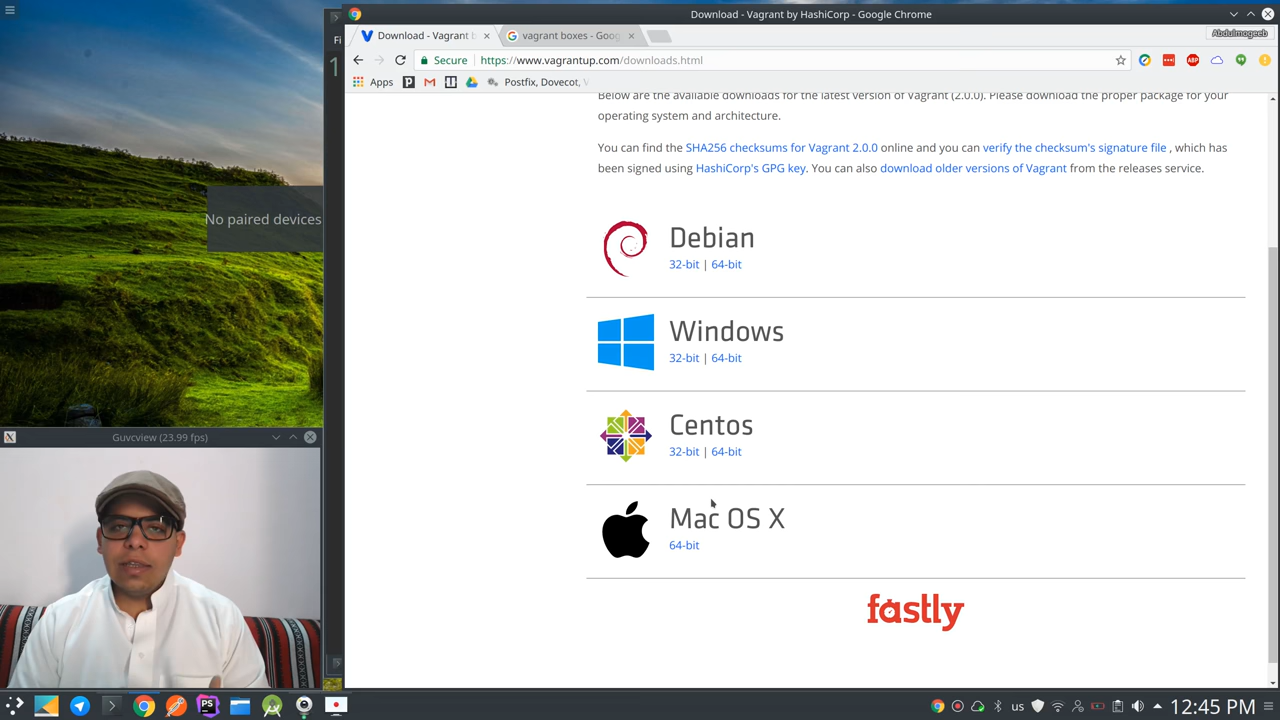 Download - Vagrant by HashiCorp - Google Chrome
Download - Vagrant b
vagrant boxes - Goog
Abdulmogeeb
Fi
Secure
https://www.vagrantup.com/downloads.html
ABP
1
Apps
Postfix, Dovecot,
Below are the available downloads for the latest version of Vagrant (2.0.0). Please download the proper package for your
operating system and architecture.
You can find the SHA256 checksums for Vagrant 2.0.0 online and you can verify the checksum's signature file , which has
been signed using HashiCorp's GPG key. You can also download older versions of Vagrant from the releases service.
No paired devices
Debian
32-bit | 64-bit
Windows
32-bit | 64-bit
Centos
32-bit | 64-bit
Mac OS X
64-bit
fastly
Guvcview (23.99 fps)
PS
us
12:45 PM